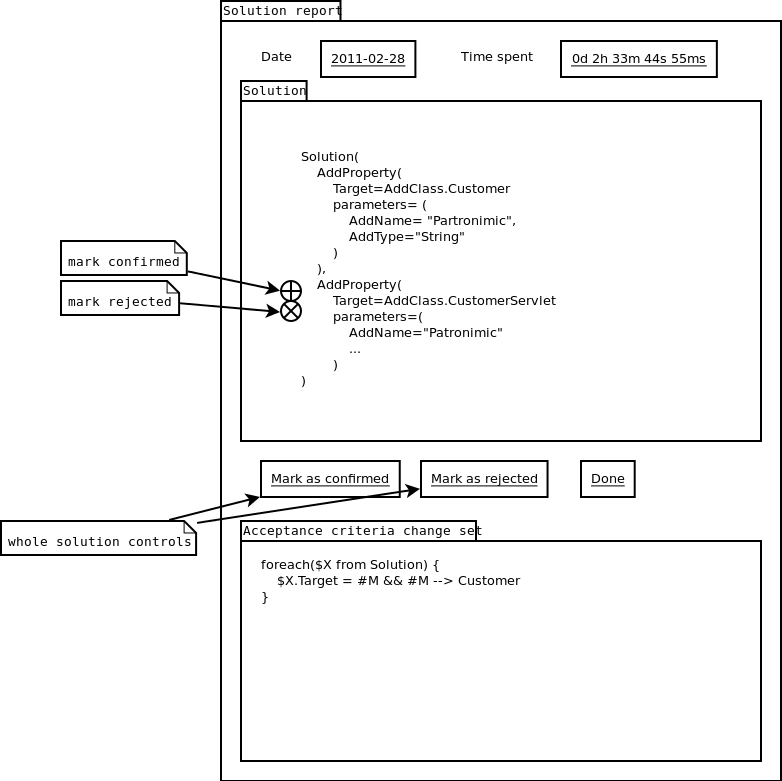 Solution report
Date 2011-02-28 Time spent 0d 2h 33m 44s 55ms
Solution
Solution(
AddProperty(
Target=AddClass.Customer
parameters= (
AddName= "Partronimic",
AddType="String"
)
),
AddProperty(
Target=AddClass.CustomerServlet
parameters=(
AddName="Patronimic"
...
)
)
mark confirmed
mark rejected
Mark as confirmed Mark as rejected Done
whole solution controls
Acceptance criteria change set
foreach($X from Solution) {
$X.Target = #M && #M --> Customer
}